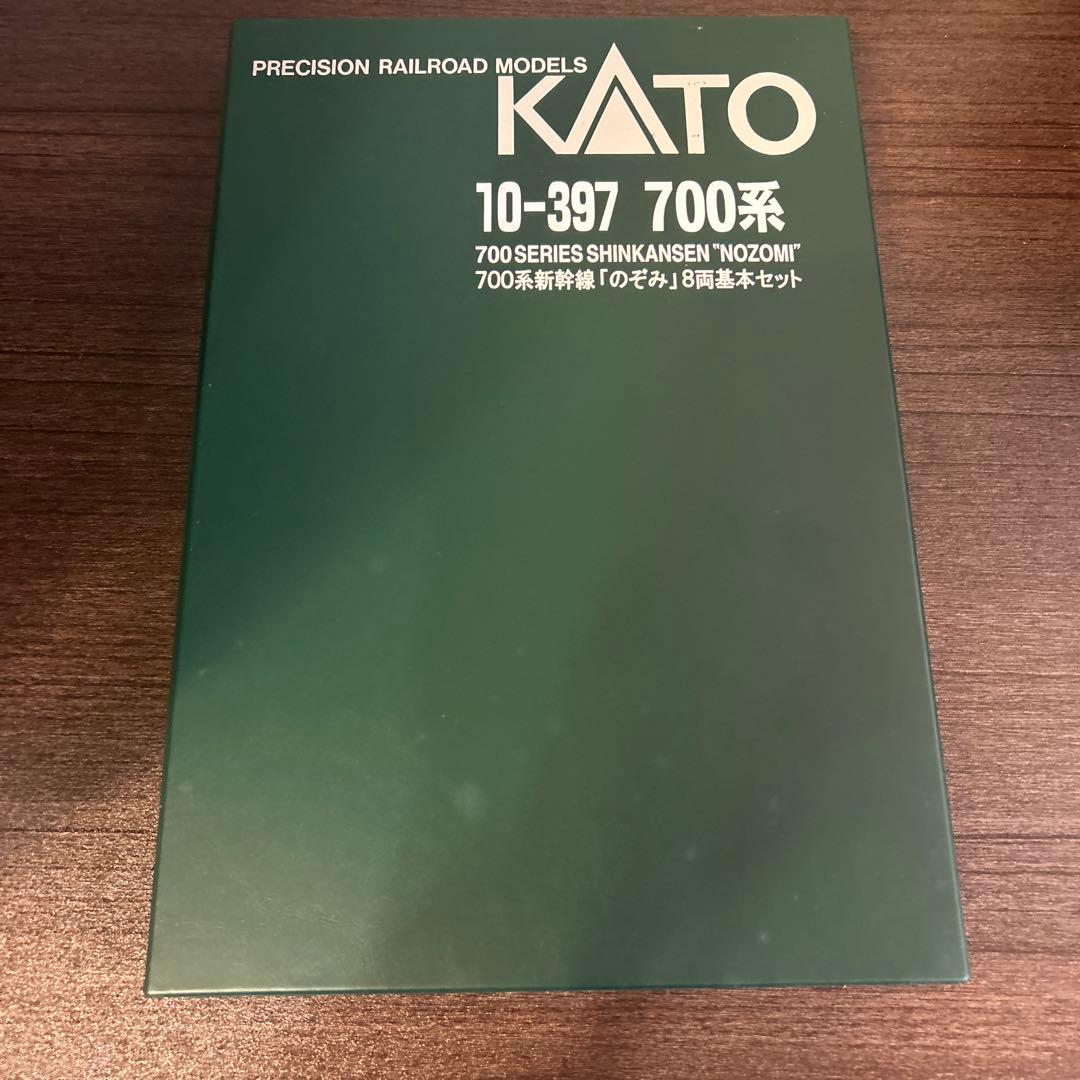 PRECISION RAILROAD MODELS
KATO
10-397 700系
700 SERIES SHINKANSEN "NOZOMI"
700系新幹線「のぞみ」8両基本セット